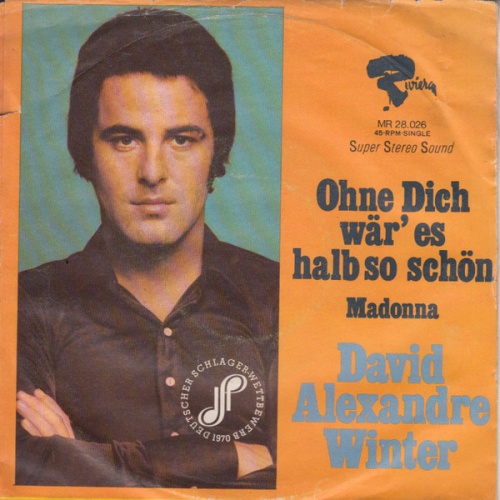 Riviera
MR 28.026
45-RPM-SINGLE
Super Stereo Sound
Ohne Dich
wär' es
halb so schön
Madonna
David
Alexandre
Winter
DEUTSCHER SCHLAGER-WETTBEWERB 1970